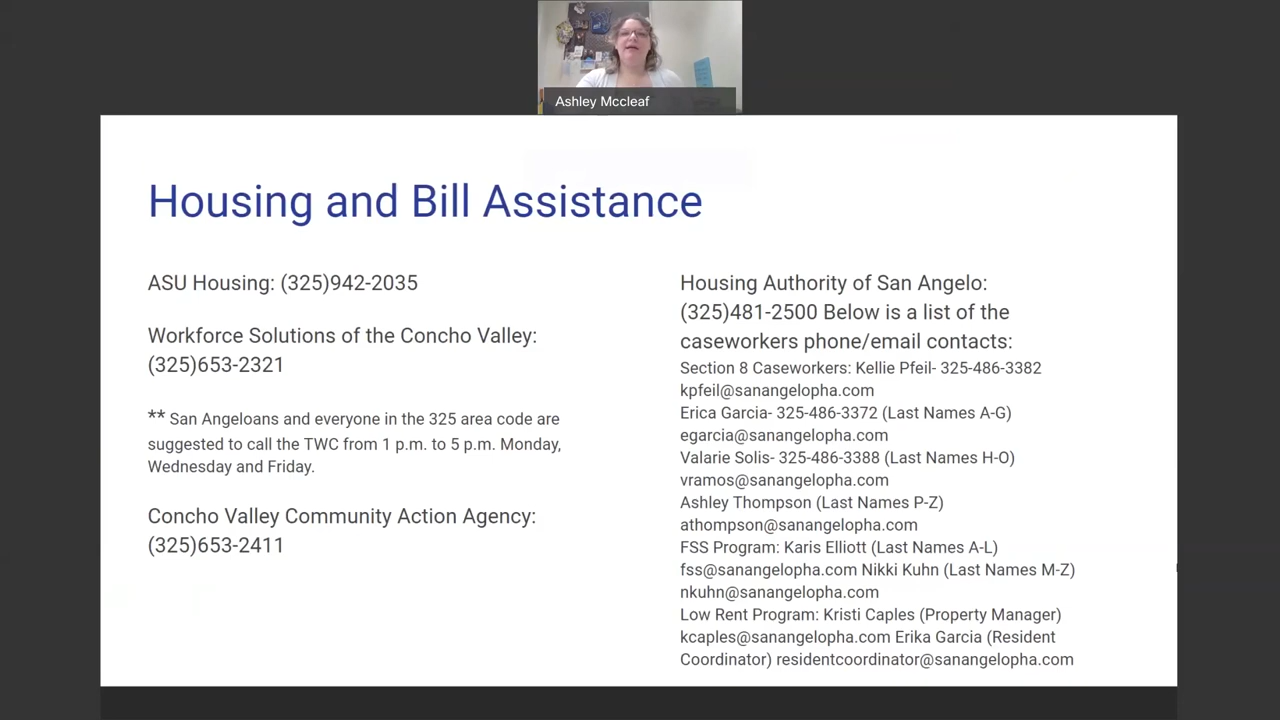 Ashley Mccleaf
Housing and Bill Assistance
ASU Housing: (325)942-2035
Workforce Solutions of the Concho Valley:
(325)653-2321
** San Angeloans and everyone in the 325 area code are
suggested to call the TWC from 1 p.m. to 5 p.m. Monday,
Wednesday and Friday.
Concho Valley Community Action Agency:
(325)653-2411
Housing Authority of San Angelo:
(325)481-2500 Below is a list of the
caseworkers phone/email contacts:
Section 8 Caseworkers: Kellie Pfeil- 325-486-3382
kpfeil@sanangelopha.com
Erica Garcia- 325-486-3372 (Last Names A-G)
egarcia@sanangelopha.com
Valarie Solis- 325-486-3388 (Last Names H-O)
vramos@sanangelopha.com
Ashley Thompson (Last Names P-Z)
athompson@sanangelopha.com
FSS Program: Karis Elliott (Last Names A-L)
fss@sanangelopha.com Nikki Kuhn (Last Names M-Z)
nkuhn@sanangelopha.com
Low Rent Program: Kristi Caples (Property Manager)
kcaples@sanangelopha.com Erika Garcia (Resident
Coordinator) residentcoordinator@sanangelopha.com